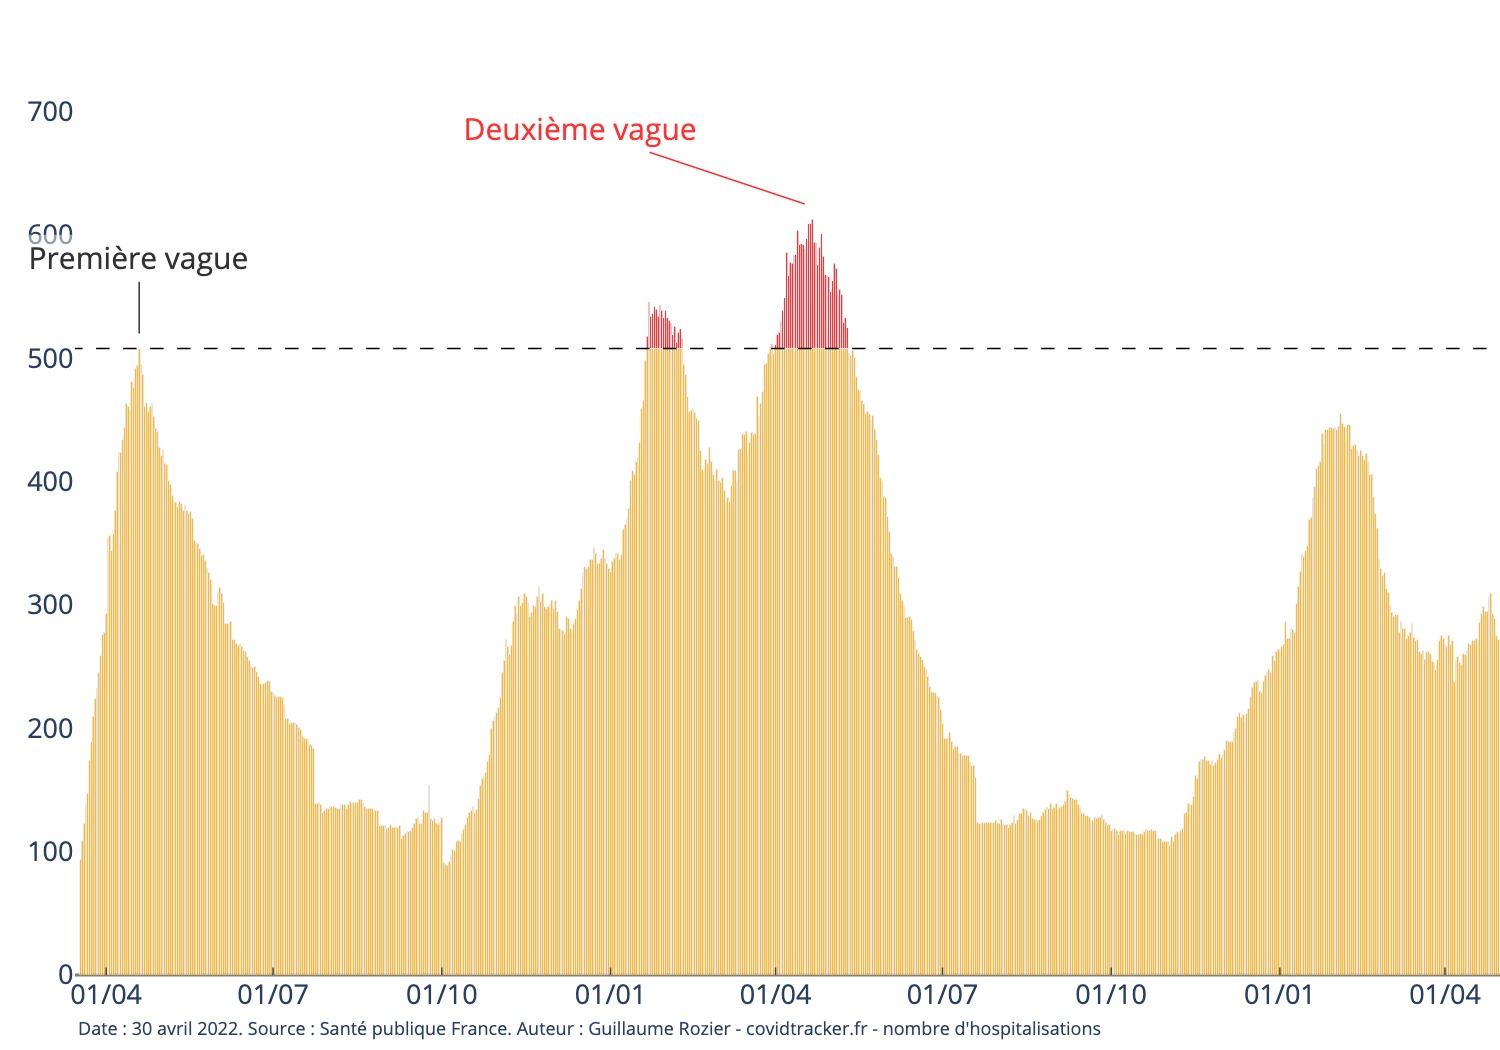 700
Deuxième vague
600
Première vague
500
400
300
200
100
0
01/04 01/07 01/10 01/01 01/04 01/07 01/10 01/01 01/04
Date : 30 avril 2022. Source : Santé publique France. Auteur : Guillaume Rozier - covidtracker.fr - nombre d'hospitalisations